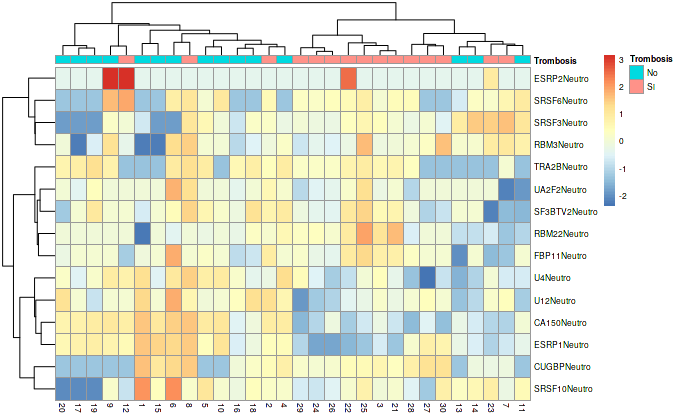 Trombosis
Trombosis
No
SI
3
2
1
0
-1
-2
ESRP2Neutro
SRSF6Neutro
SRSF3Neutro
RBM3Neutro
TRA2BNeutro
UA2F2Neutro
SF3BTV2Neutro
RBM22Neutro
FBP11Neutro
U4Neutro
U12Neutro
CA150Neutro
ESRP1Neutro
CUGBPNeutro
SRSF10Neutro
20 17 19 9 12 1 15 6 8 5 10 16 18 2 4 29 24 26 22 25 3 21 28 27 30 13 14 23 7 11